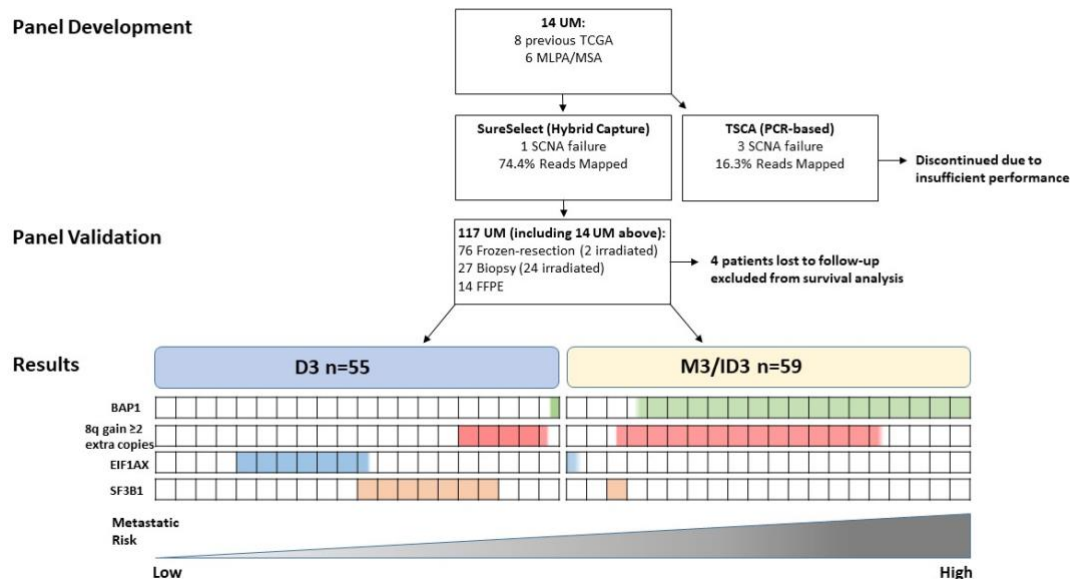 Panel Development
14 UM:
8 previous TCGA
6 MLPA/MSA
SureSelect (Hybrid Capture)
1 SCNA failure
74.4% Reads Mapped
TSCA (PCR-based)
3 SCNA failure
16.3% Reads Mapped
Discontinued due to
insufficient performance
Panel Validation
117 UM (including 14 UM above):
76 Frozen-resection (2 irradiated)
27 Biopsy (24 irradiated)
14 FFPE
4 patients lost to follow-up
excluded from survival analysis
Results
D3 n=55
M3/ID3 n=59
BAP1
8q gain ≥2
extra copies
EIF1AX
SF3B1
Metastatic
Risk
Low
High